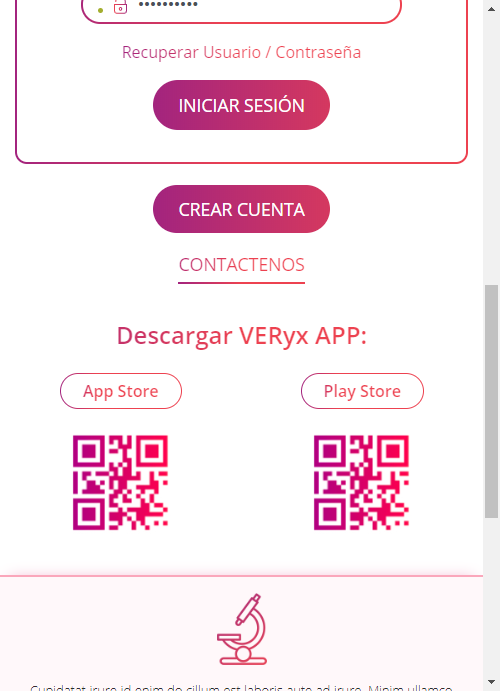 ••••••••••
Recuperar Usuario / Contraseña
INICIAR SESIÓN
CREAR CUENTA
CONTACTENOS
Descargar VERyx APP:
App Store
Play Store
Cupidatat irure id enim do cillum est laboris aute ad irure. Minim ullamco